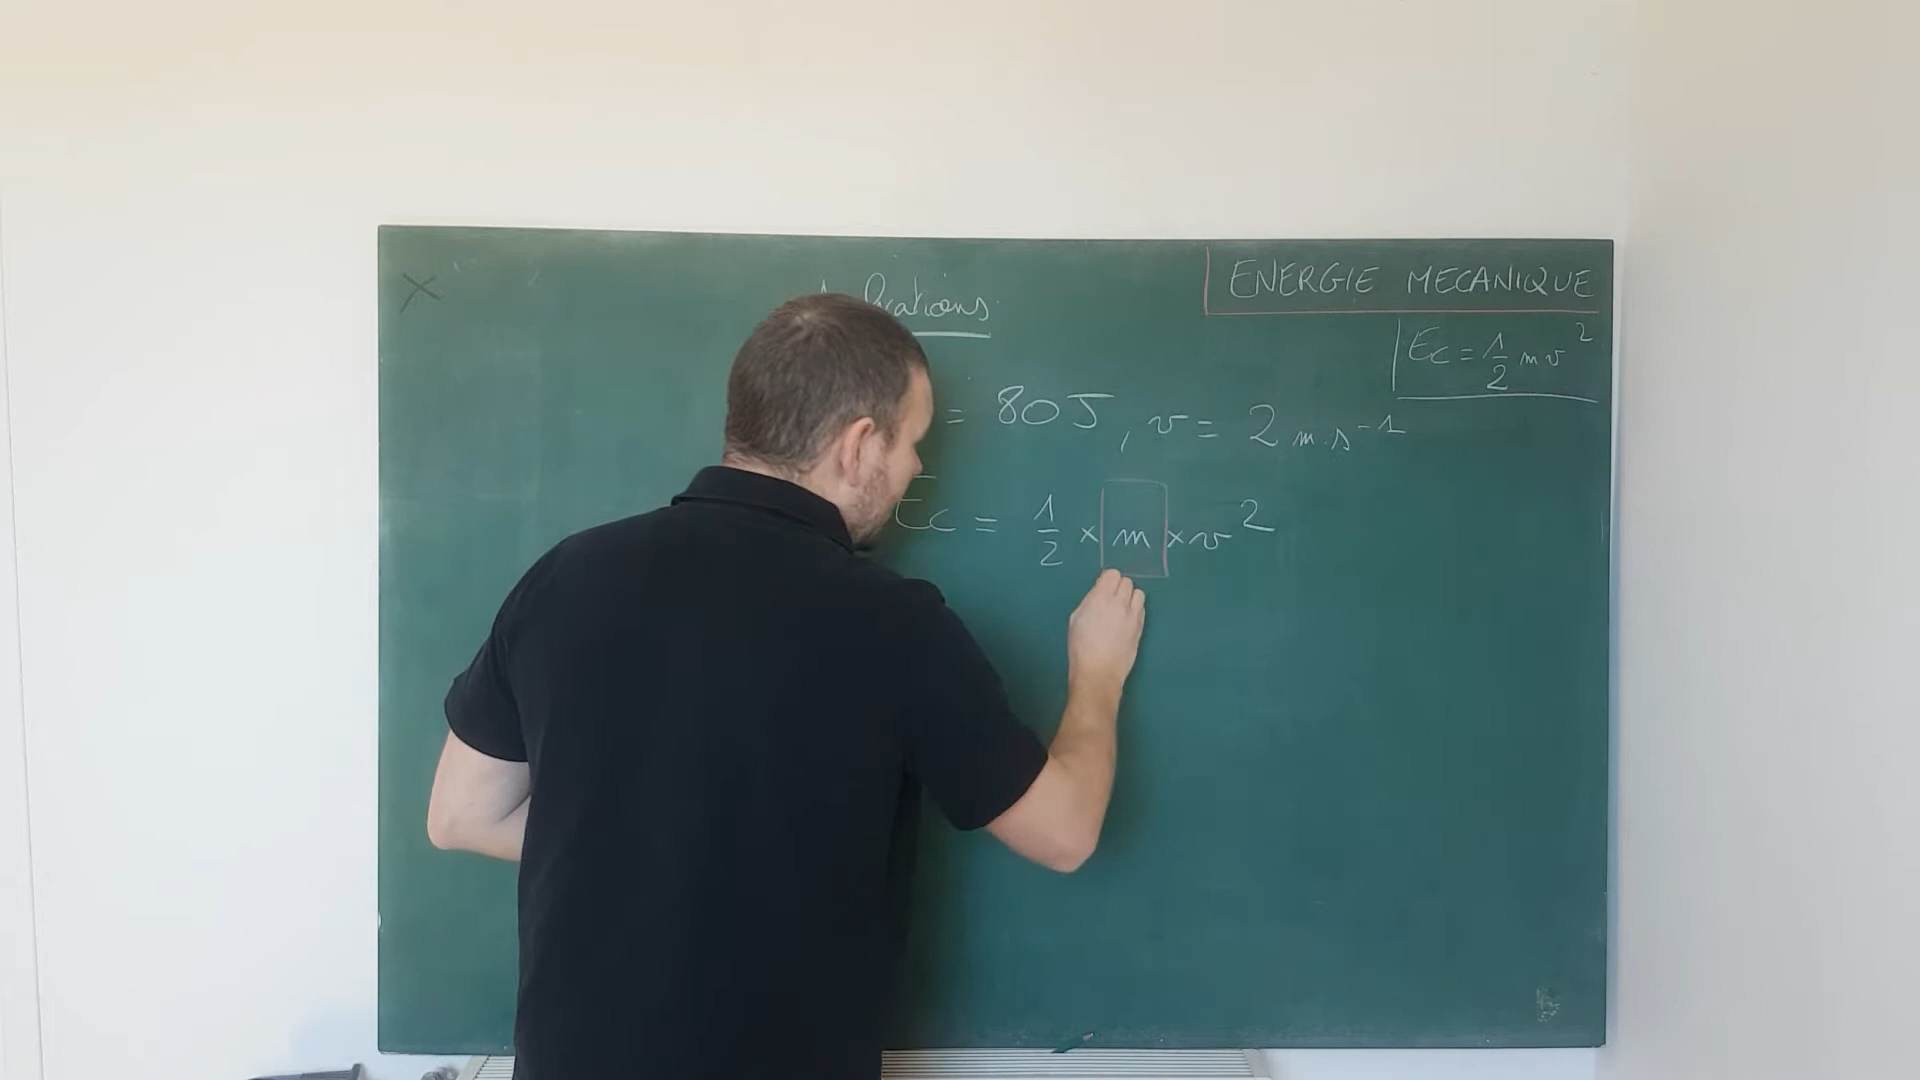 ENERGIE MECANIQUE
Ec = 1/2 m v²
= 80 J, v = 2 m.s⁻¹
Ec = 1/2 × m × v²